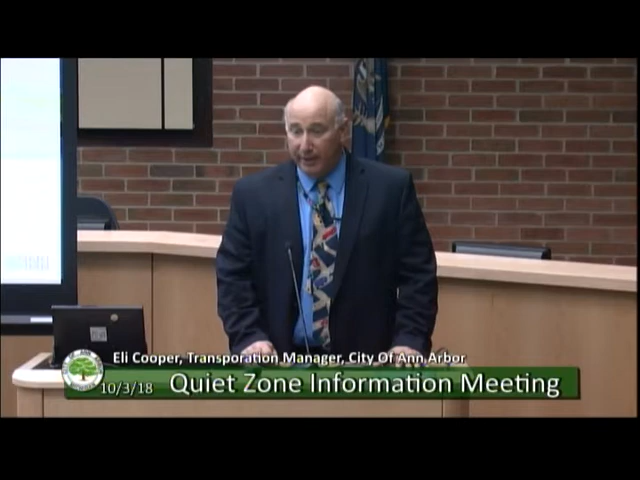 Eli Cooper, Transporation Manager, City Of Ann Arbor
10/3/18 Quiet Zone Information Meeting